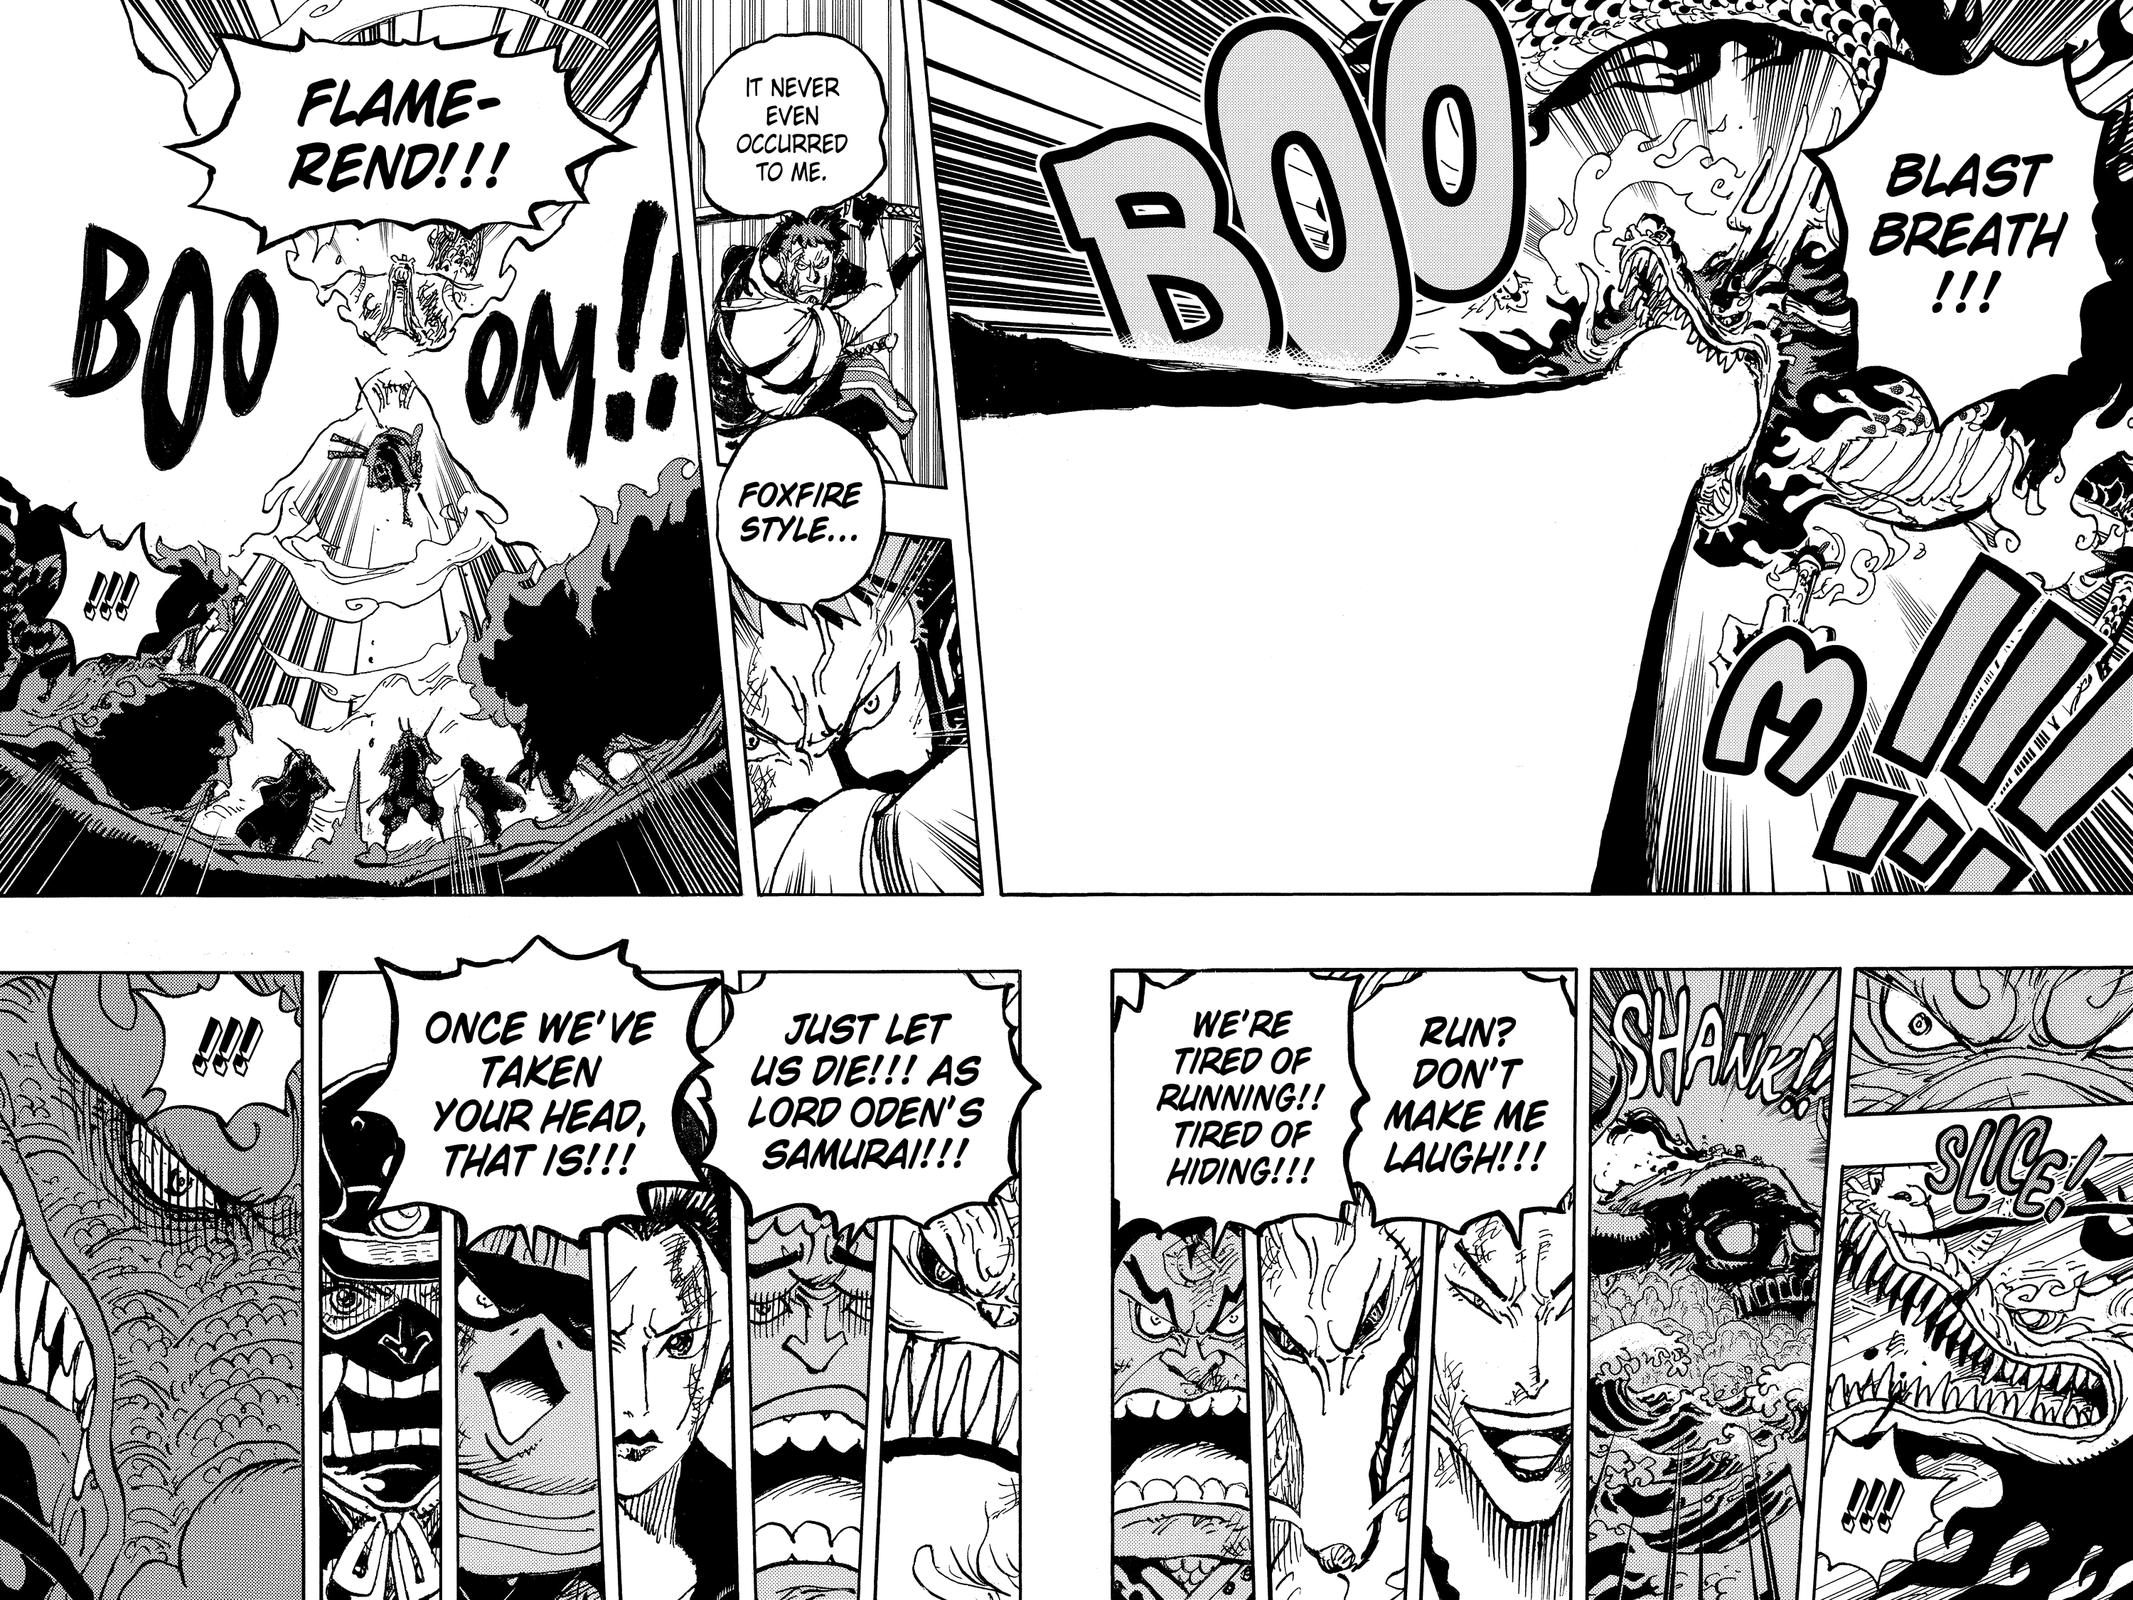 BLAST
BREATH
!!!
BOO
M!!!
IT NEVER
EVEN
OCCURRED
TO ME.
FOXFIRE
STYLE...
FLAME-
REND!!!
BOO
OM!!
!!!
SLICE!
!!!
SHANK!!
RUN?
DON'T
MAKE ME
LAUGH!!!
WE'RE
TIRED OF
RUNNING!!
TIRED OF
HIDING!!!
JUST LET
US DIE!!! AS
LORD ODEN'S
SAMURAI!!!
ONCE WE'VE
TAKEN
YOUR HEAD,
THAT IS!!!
!!!